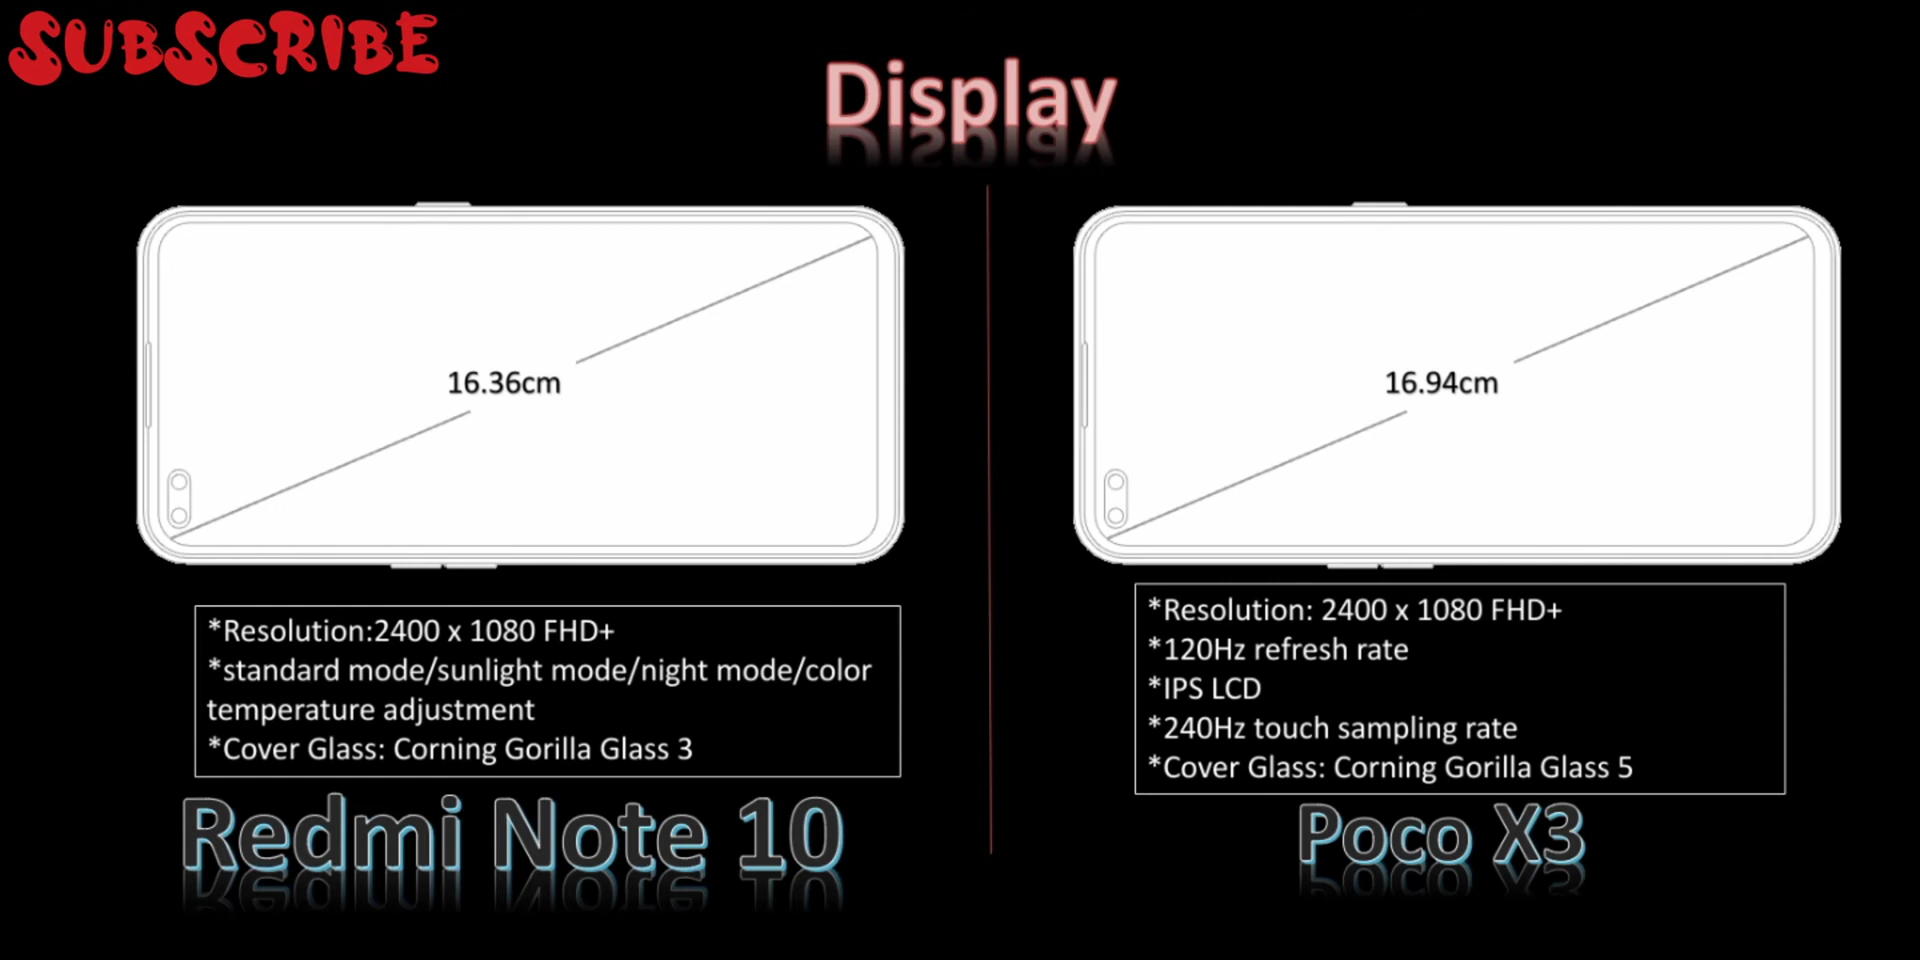 SUBSCRIBE
Display
16.36cm
16.94cm
*Resolution:2400 x 1080 FHD+
*standard mode/sunlight mode/night mode/color
temperature adjustment
*Cover Glass: Corning Gorilla Glass 3
*Resolution: 2400 x 1080 FHD+
*120Hz refresh rate
*IPS LCD
*240Hz touch sampling rate
*Cover Glass: Corning Gorilla Glass 5
Redmi Note 10
Poco X3